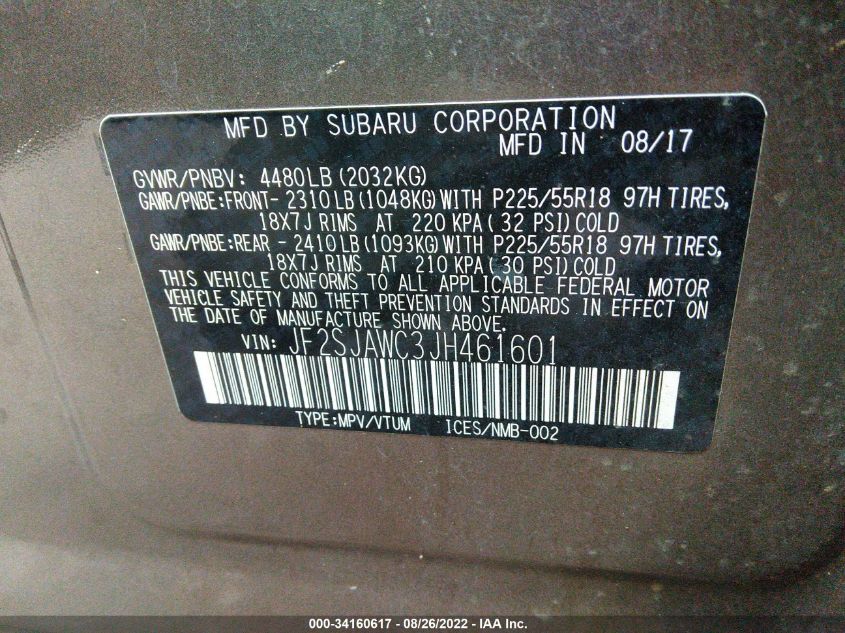 MFD BY SUBARU CORPORATION
MFD IN 08/17
GVWR/PNBV: 4480LB (2032KG)
GAWR/PNBE:FRONT- 2310LB (1048KG) WITH P225/55R18 97H TIRES,
18X7J RIMS AT 220 KPA( 32 PSI) COLD
GAWR/PNBE:REAR - 2410LB (1093KG) WITH P225/55R18 97H TIRES,
18X7J RIMS AT 210 KPA( 30 PSI) COLD
THIS VEHICLE CONFORMS TO ALL APPLICABLE FEDERAL MOTOR
VEHICLE SAFETY AND THEFT PREVENTION STANDARDS IN EFFECT ON
THE DATE OF MANUFACTURE SHOWN ABOVE.
VIN: JF2SJAWC3JH461601
TYPE:MPV/VTUM ICES/NMB-002
000-34160617 - 08/26/2022 - IAA Inc.